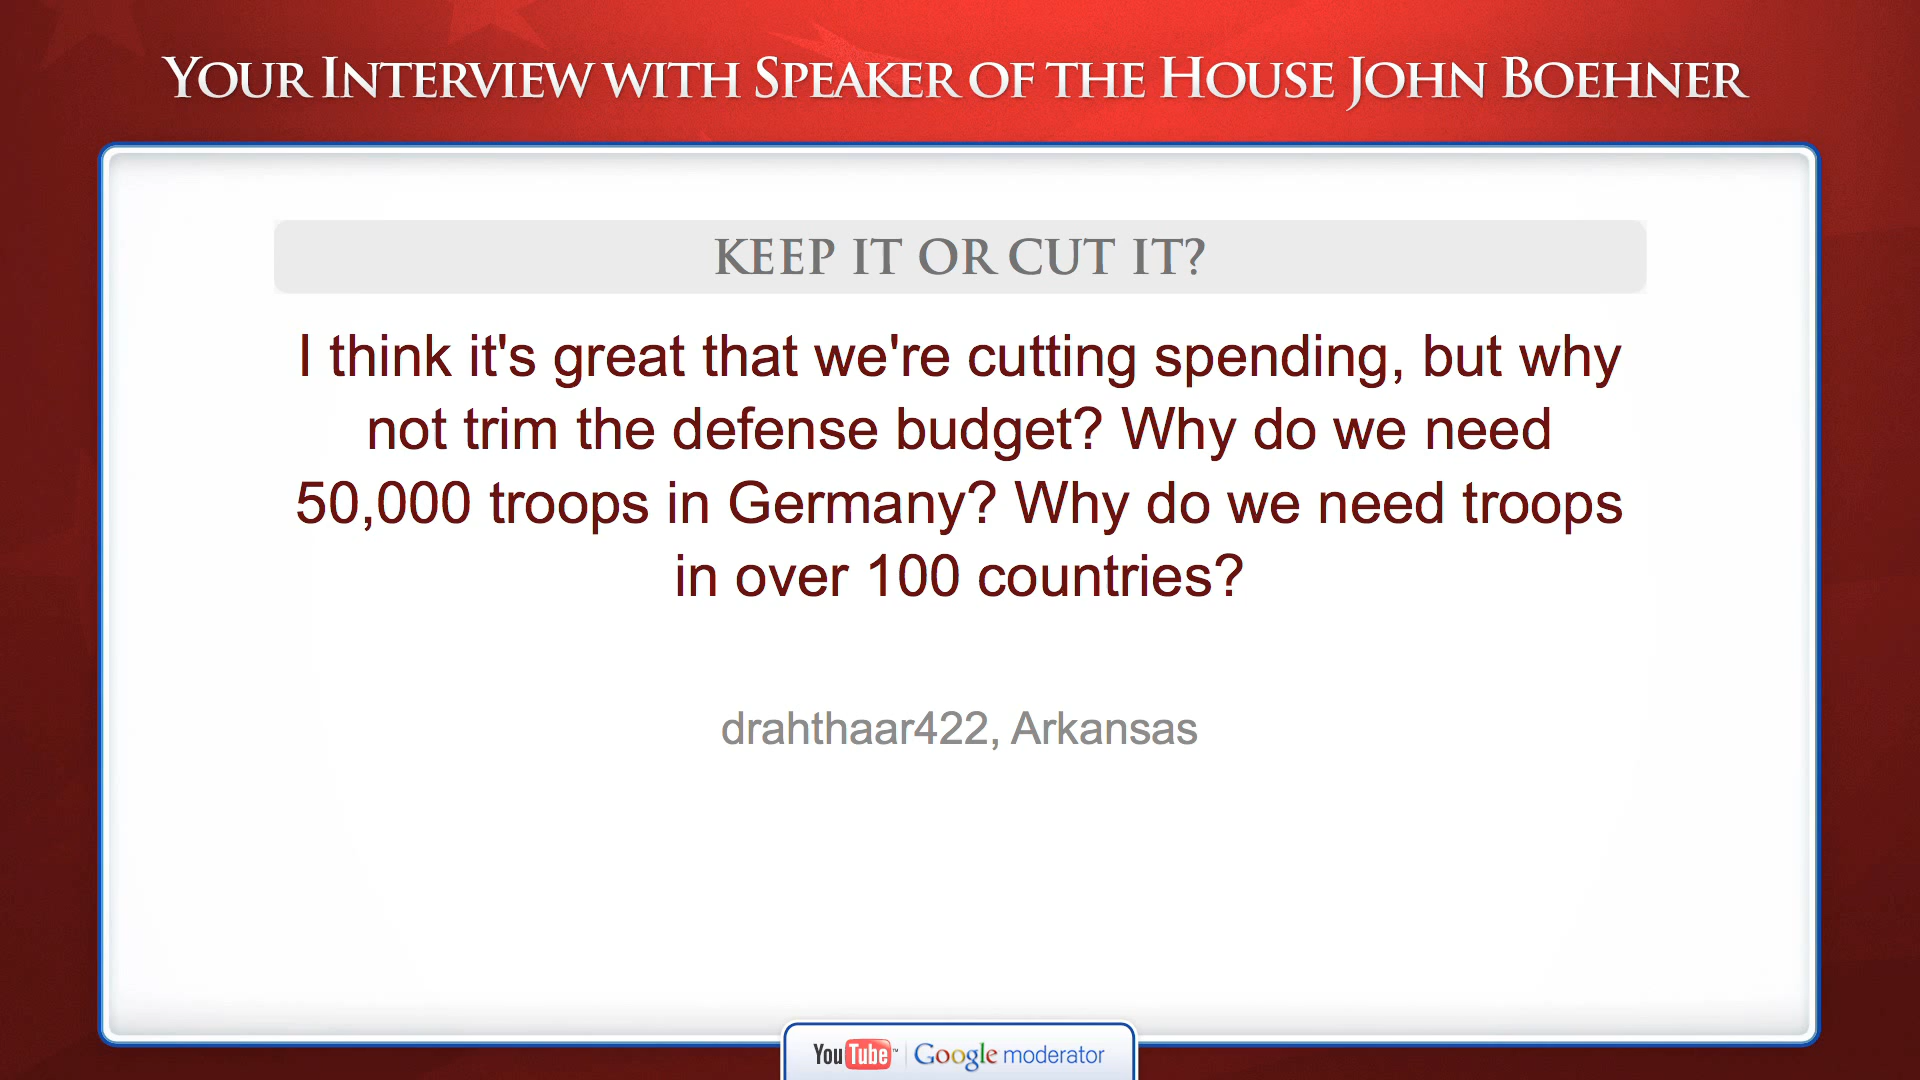 YOUR INTERVIEW WITH SPEAKER OF THE HOUSE JOHN BOEHNER
KEEP IT OR CUT IT?
I think it's great that we're cutting spending, but why
not trim the defense budget? Why do we need
50,000 troops in Germany? Why do we need troops
in over 100 countries?
drahthaar422, Arkansas
YouTube™ Google moderator